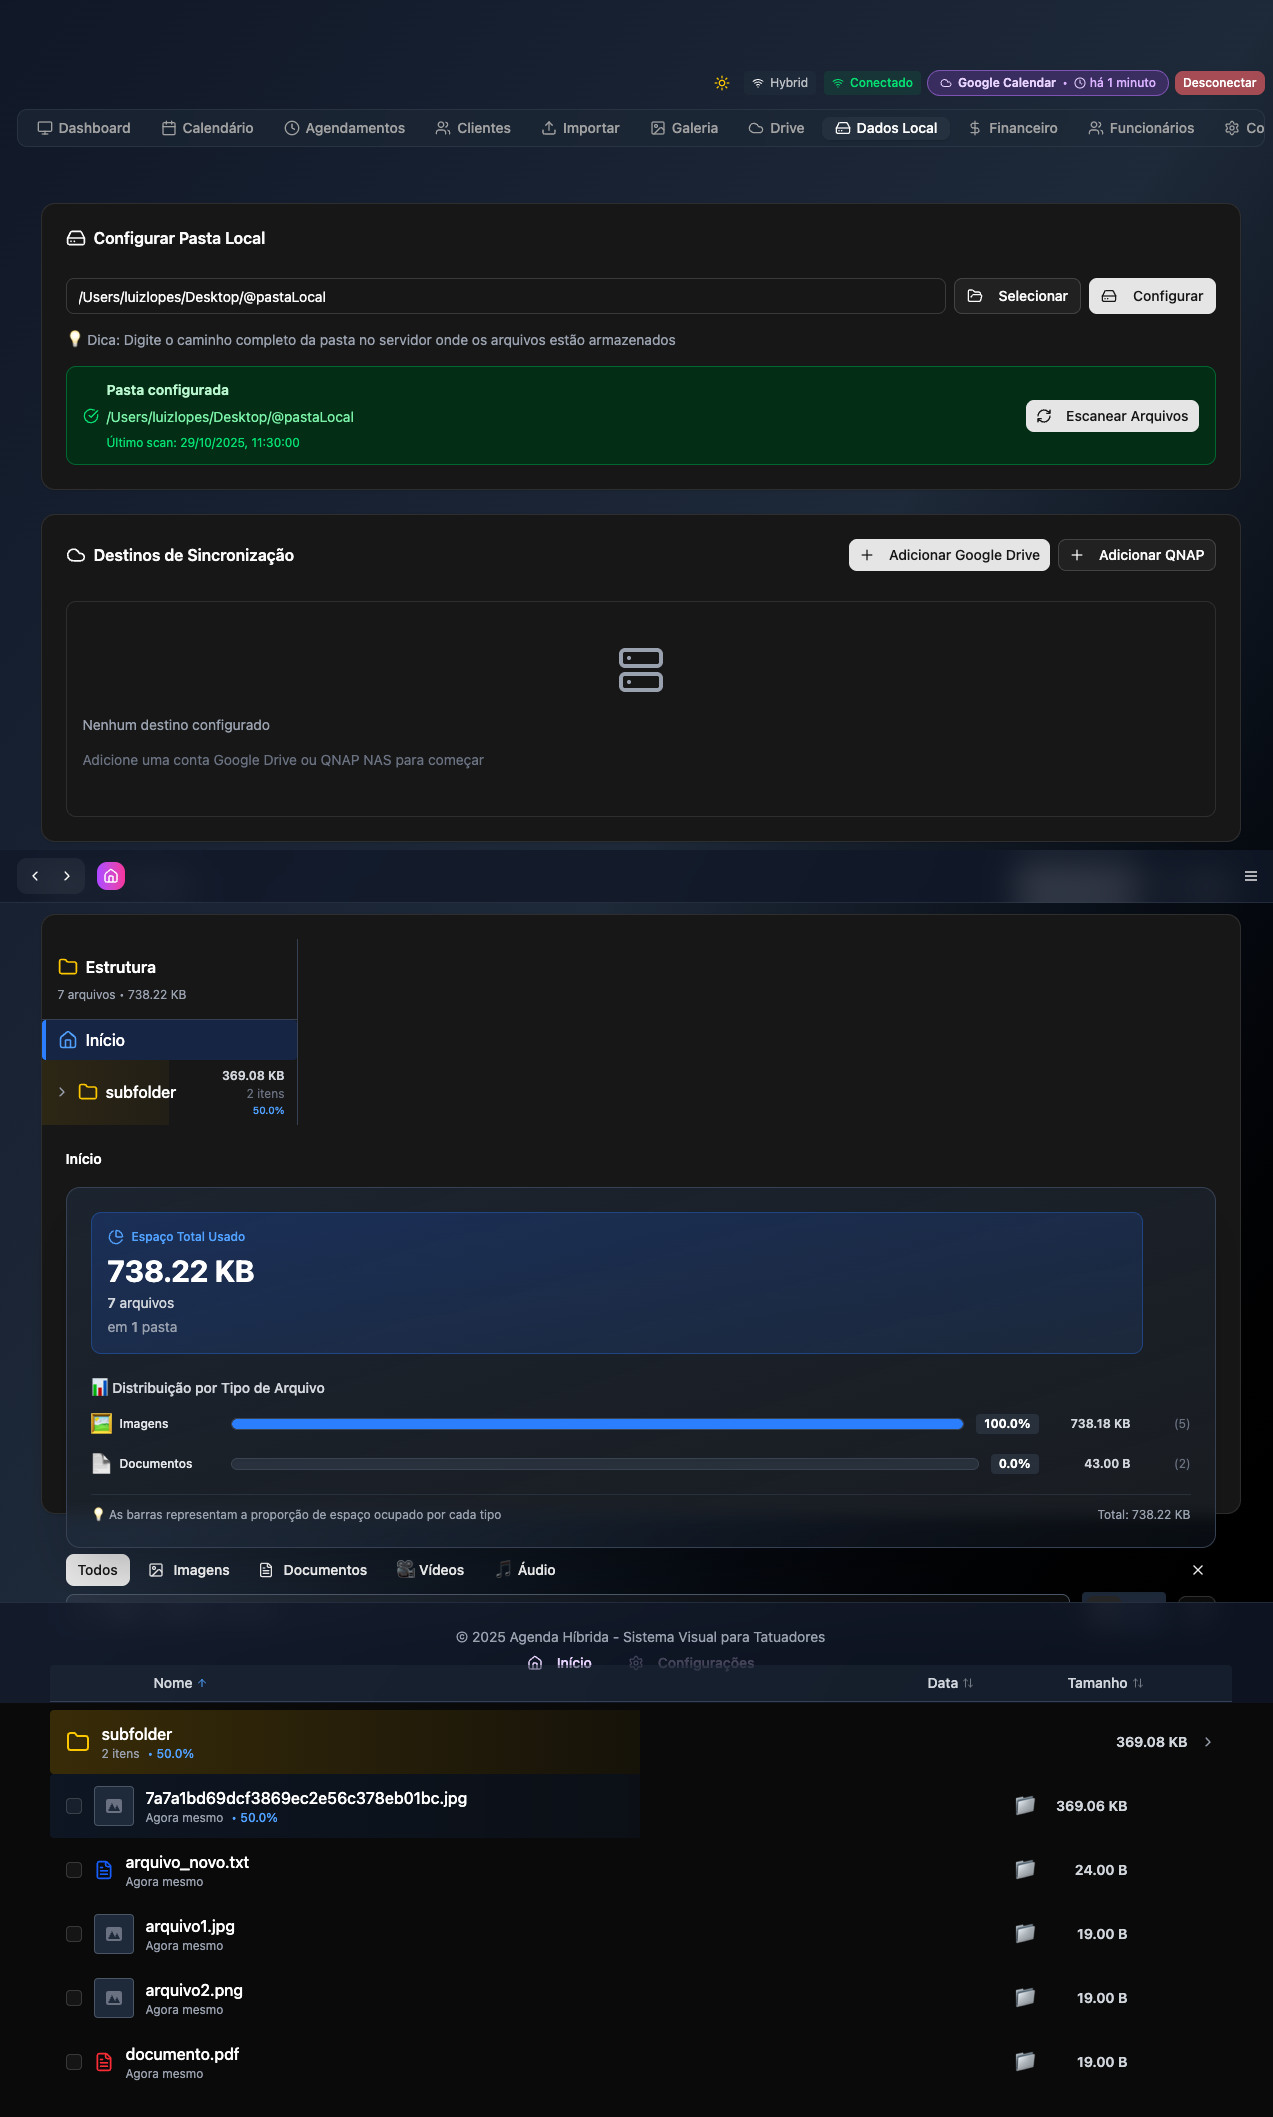 Hybrid
Conectado
Google Calendar • há 1 minuto
Desconectar
Dashboard Calendário Agendamentos Clientes Importar Galeria Drive Dados Local Financeiro Funcionários Co
Configurar Pasta Local
/Users/luizlopes/Desktop/@pastaLocal
Selecionar
Configurar
Dica: Digite o caminho completo da pasta no servidor onde os arquivos estão armazenados
Pasta configurada
/Users/luizlopes/Desktop/@pastaLocal
Último scan: 29/10/2025, 11:30:00
Escanear Arquivos
Destinos de Sincronização
Adicionar Google Drive
Adicionar QNAP
Nenhum destino configurado
Adicione uma conta Google Drive ou QNAP NAS para começar
Estrutura
7 arquivos • 738.22 KB
Início
subfolder
369.08 KB
2 itens
50.0%
Início
Espaço Total Usado
738.22 KB
7 arquivos
em 1 pasta
Distribuição por Tipo de Arquivo
Imagens 100.0% 738.18 KB (5)
Documentos 0.0% 43.00 B (2)
As barras representam a proporção de espaço ocupado por cada tipo
Total: 738.22 KB
Todos Imagens Documentos Vídeos Áudio
© 2025 Agenda Híbrida - Sistema Visual para Tatuadores
Início Configurações
Nome ↑ Data ↑↓ Tamanho ↑↓
subfolder
2 itens • 50.0%
369.08 KB
7a7a1bd69dcf3869ec2e56c378eb01bc.jpg
Agora mesmo • 50.0%
369.06 KB
arquivo_novo.txt
Agora mesmo
24.00 B
arquivo1.jpg
Agora mesmo
19.00 B
arquivo2.png
Agora mesmo
19.00 B
documento.pdf
Agora mesmo
19.00 B